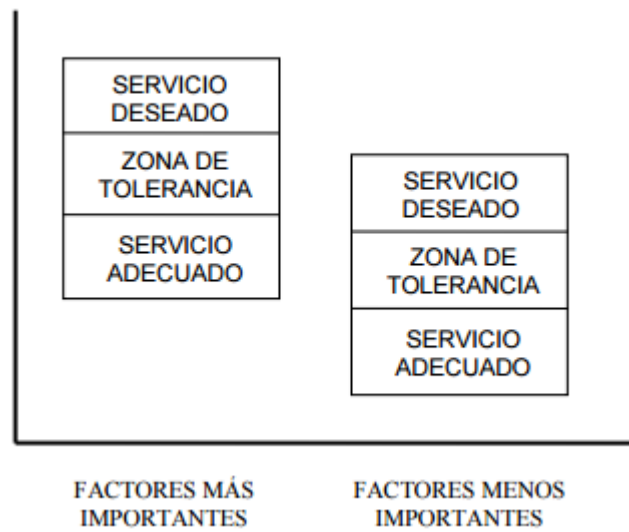 SERVICIO
DESEADO
ZONA DE
TOLERANCIA
SERVICIO
ADECUADO
SERVICIO
DESEADO
ZONA DE
TOLERANCIA
SERVICIO
ADECUADO
FACTORES MÁS
IMPORTANTES
FACTORES MENOS
IMPORTANTES